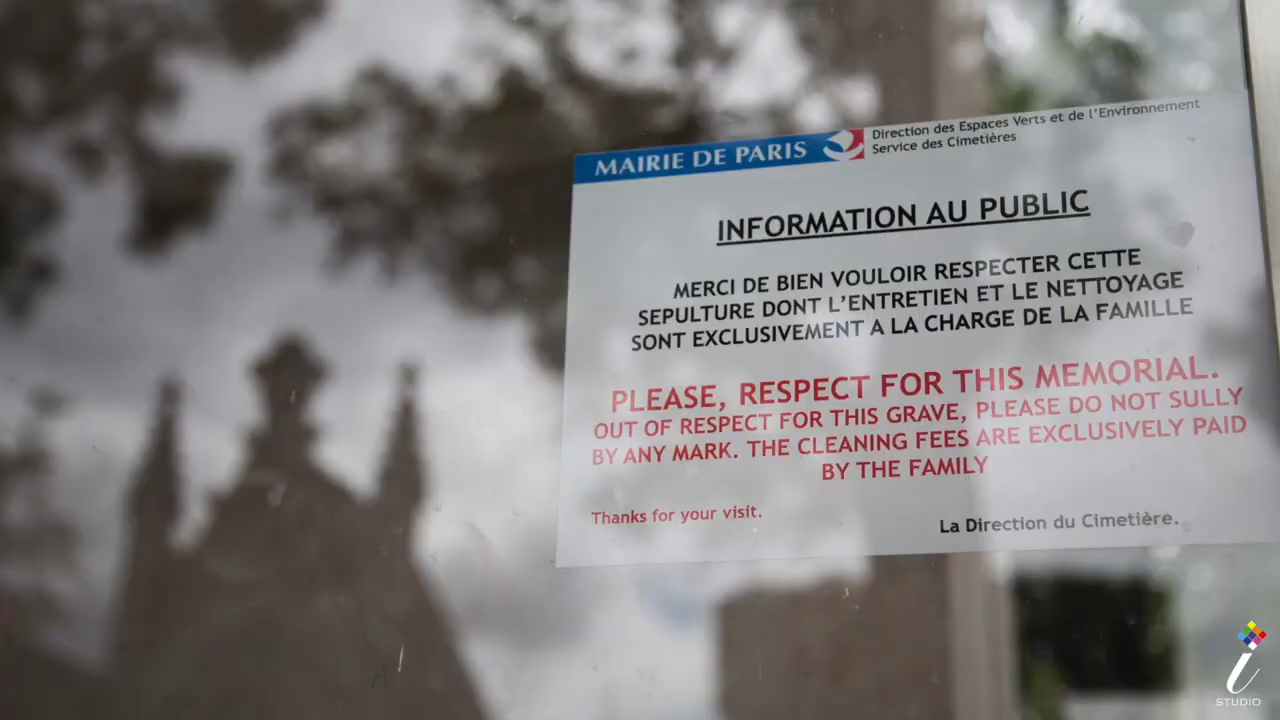 MAIRIE DE PARIS
Direction des Espaces Verts et de l'Environnement
Service des Cimetières
INFORMATION AU PUBLIC
MERCI DE BIEN VOULOIR RESPECTER CETTE
SEPULTURE DONT L'ENTRETIEN ET LE NETTOYAGE
SONT EXCLUSIVEMENT A LA CHARGE DE LA FAMILLE
PLEASE, RESPECT FOR THIS MEMORIAL.
OUT OF RESPECT FOR THIS GRAVE, PLEASE DO NOT SULLY
BY ANY MARK. THE CLEANING FEES ARE EXCLUSIVELY PAID
BY THE FAMILY
Thanks for your visit.
La Direction du Cimetière.
i
STUDIO